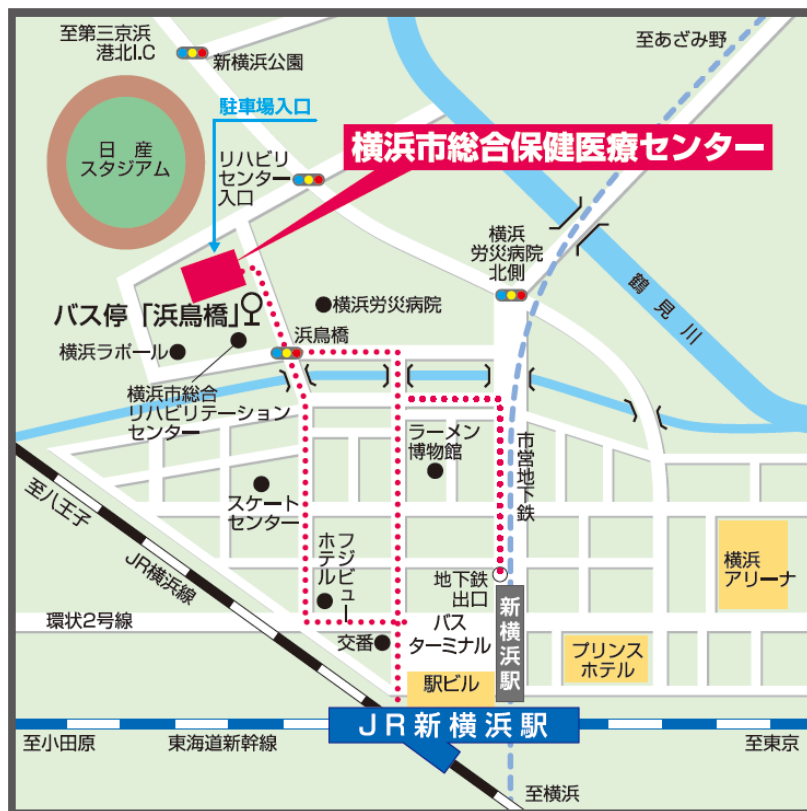 至第三京浜
港北I.C
新横浜公園
至あざみ野
駐車場入口
日産
スタジアム
リハビリ
センター
入口
横浜市総合保健医療センター
横浜
労災病院
北側
鶴見川
バス停「浜鳥橋」
横浜労災病院
浜鳥橋
横浜ラポール
横浜市総合
リハビリテーション
センター
ラーメン
博物館
市営地下鉄
スケート
センター
至八王子
JR横浜線
フジビュー
ホテル
地下鉄
出口
横浜
アリーナ
環状2号線
交番
バス
ターミナル
新横浜駅
プリンス
ホテル
駅ビル
JR新横浜駅
至小田原
東海道新幹線
至東京
至横浜